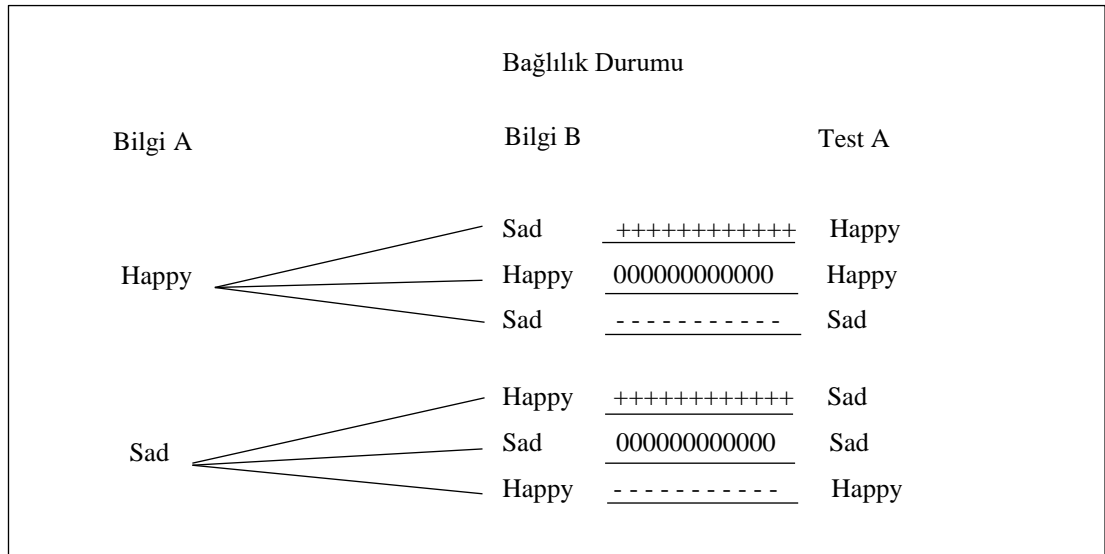 Bağlılık Durumu
Bilgi A Bilgi B Test A
Sad ++++++++++++ Happy
Happy Happy 000000000000 Happy
Sad - - - - - - - - - - - Sad
Happy ++++++++++++ Sad
Sad Sad 000000000000 Sad
Happy - - - - - - - - - - - Happy